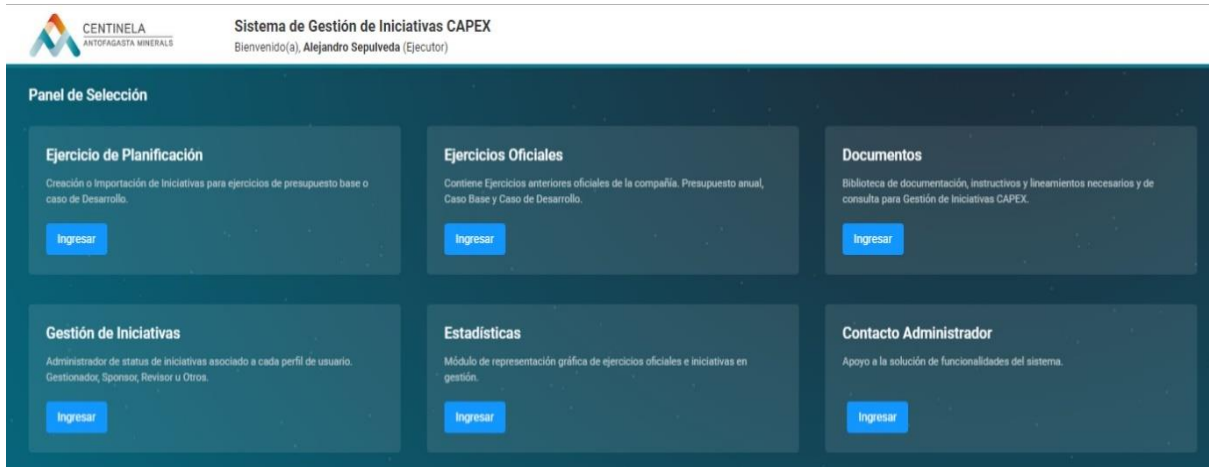 CENTINELA
ANTOFAGASTA MINERALS
Sistema de Gestión de Iniciativas CAPEX
Bienvenido(a), Alejandro Sepulveda (Ejecutor)
Panel de Selección
Ejercicio de Planificación
Creación o Importación de Iniciativas para ejercicios de presupuesto base o
caso de Desarrollo.
Ingresar
Ejercicios Oficiales
Contiene Ejercicios anteriores oficiales de la compañía. Presupuesto anual,
Caso Base y Caso de Desarrollo.
Ingresar
Documentos
Biblioteca de documentación, instructivos y lineamientos necesarios y de
consulta para Gestión de Iniciativas CAPEX.
Ingresar
Gestión de Iniciativas
Administrador de status de iniciativas asociado a cada perfil de usuario.
Gestionador, Sponsor, Revisor u Otros.
Ingresar
Estadísticas
Módulo de representación gráfica de ejercicios oficiales e iniciativas en
gestión.
Ingresar
Contacto Administrador
Apoyo a la solución de funcionalidades del sistema.
Ingresar